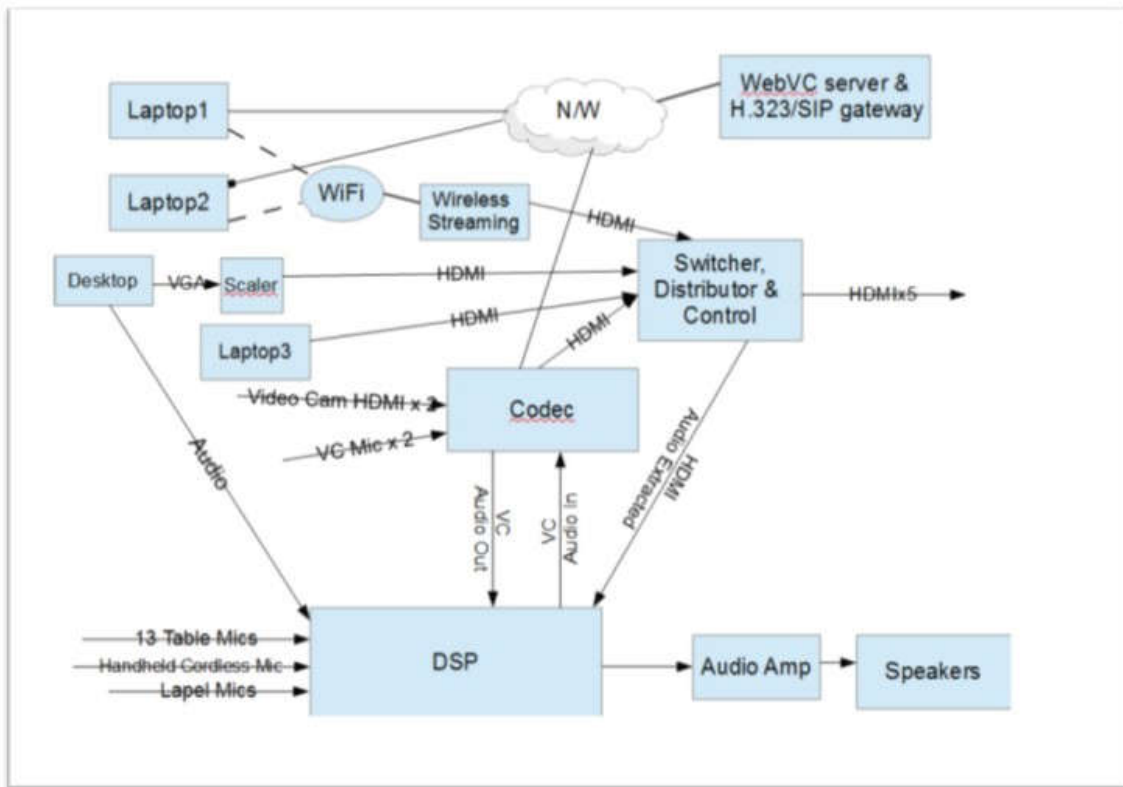 Laptop1
N/W
WebVC server &
H.323/SIP gateway
Laptop2
WiFi
Wireless
Streaming
HDMI
Desktop
VGA
Scaler
HDMI
Switcher,
Distributor &
Control
HDMIx5
Laptop3
HDMI
HDMI
Video Cam HDMI x
VC Mic x 2
Codec
Audio
VC
Audio Out
VC
Audio In
HDMI
Audio Extracted
13 Table Mics
Handheld Cordless Mic
Lapel Mics
DSP
Audio Amp
Speakers